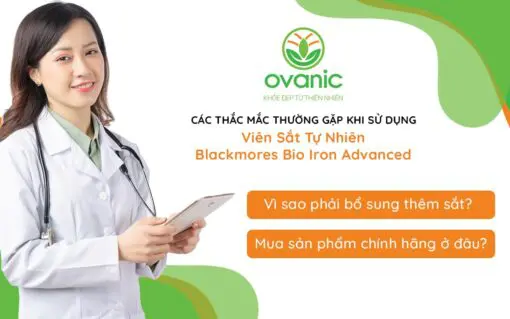 ovanic
KHỎE ĐẸP TỪ THIÊN NHIÊN
CÁC THẮC MẮC THƯỜNG GẶP KHI SỬ DỤNG
Viên Sắt Tự Nhiên
Blackmores Bio Iron Advanced
Vì sao phải bổ sung thêm sắt?
Mua sản phẩm chính hãng ở đâu?